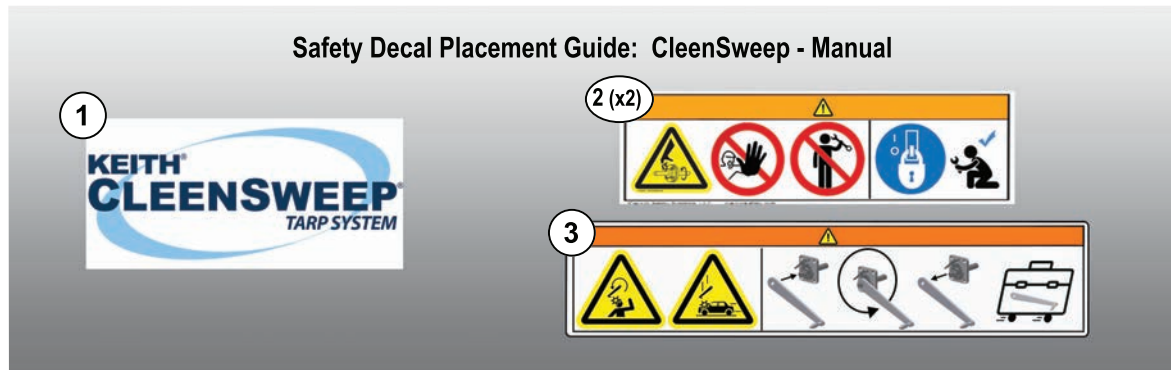 Safety Decal Placement Guide: CleenSweep - Manual
1
KEITH®
CLEENSWEEP®
TARP SYSTEM
2 (x2)
3